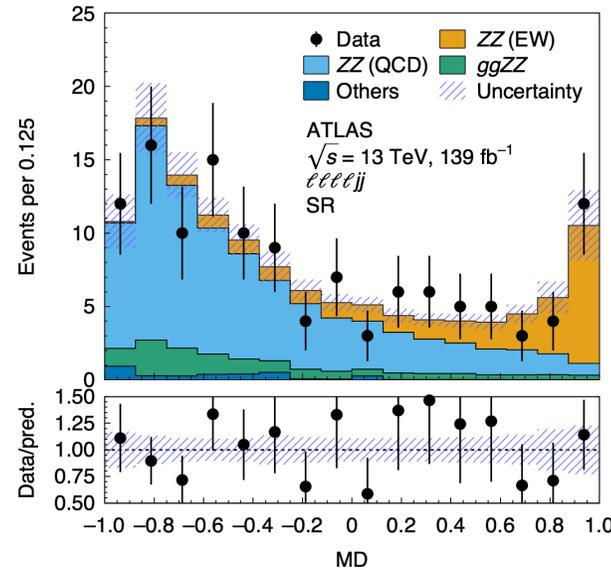 25
20
15
10
5
0
Events per 0.125
Data
ZZ (EW)
ZZ (QCD)
ggZZ
Others
Uncertainty
ATLAS
√s = 13 TeV, 139 fb⁻¹
ℓℓℓℓjj
SR
1.50
1.25
1.00
0.75
0.50
Data/pred.
−1.0 −0.8 −0.6 −0.4 −0.2 0 0.2 0.4 0.6 0.8 1.0
MD